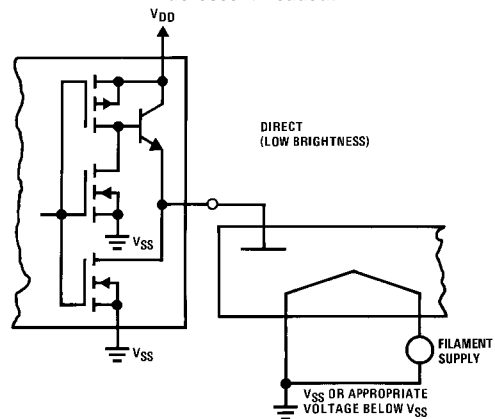 VDD
DIRECT
(LOW BRIGHTNESS)
VSS
VSS
FILAMENT
SUPPLY
VSS OR APPROPRIATE
VOLTAGE BELOW VSS